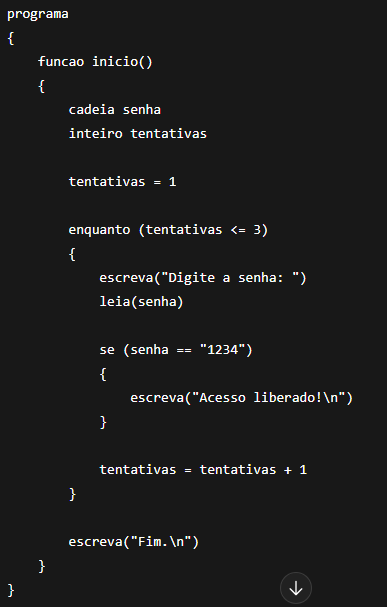 programa
{
    funcao inicio()
    {
        cadeia senha
        inteiro tentativas

        tentativas = 1

        enquanto (tentativas <= 3)
        {
            escreva("Digite a senha: ")
            leia(senha)

            se (senha == "1234")
            {
                escreva("Acesso liberado!\n")
            }

            tentativas = tentativas + 1
        }

        escreva("Fim.\n")
    }
}